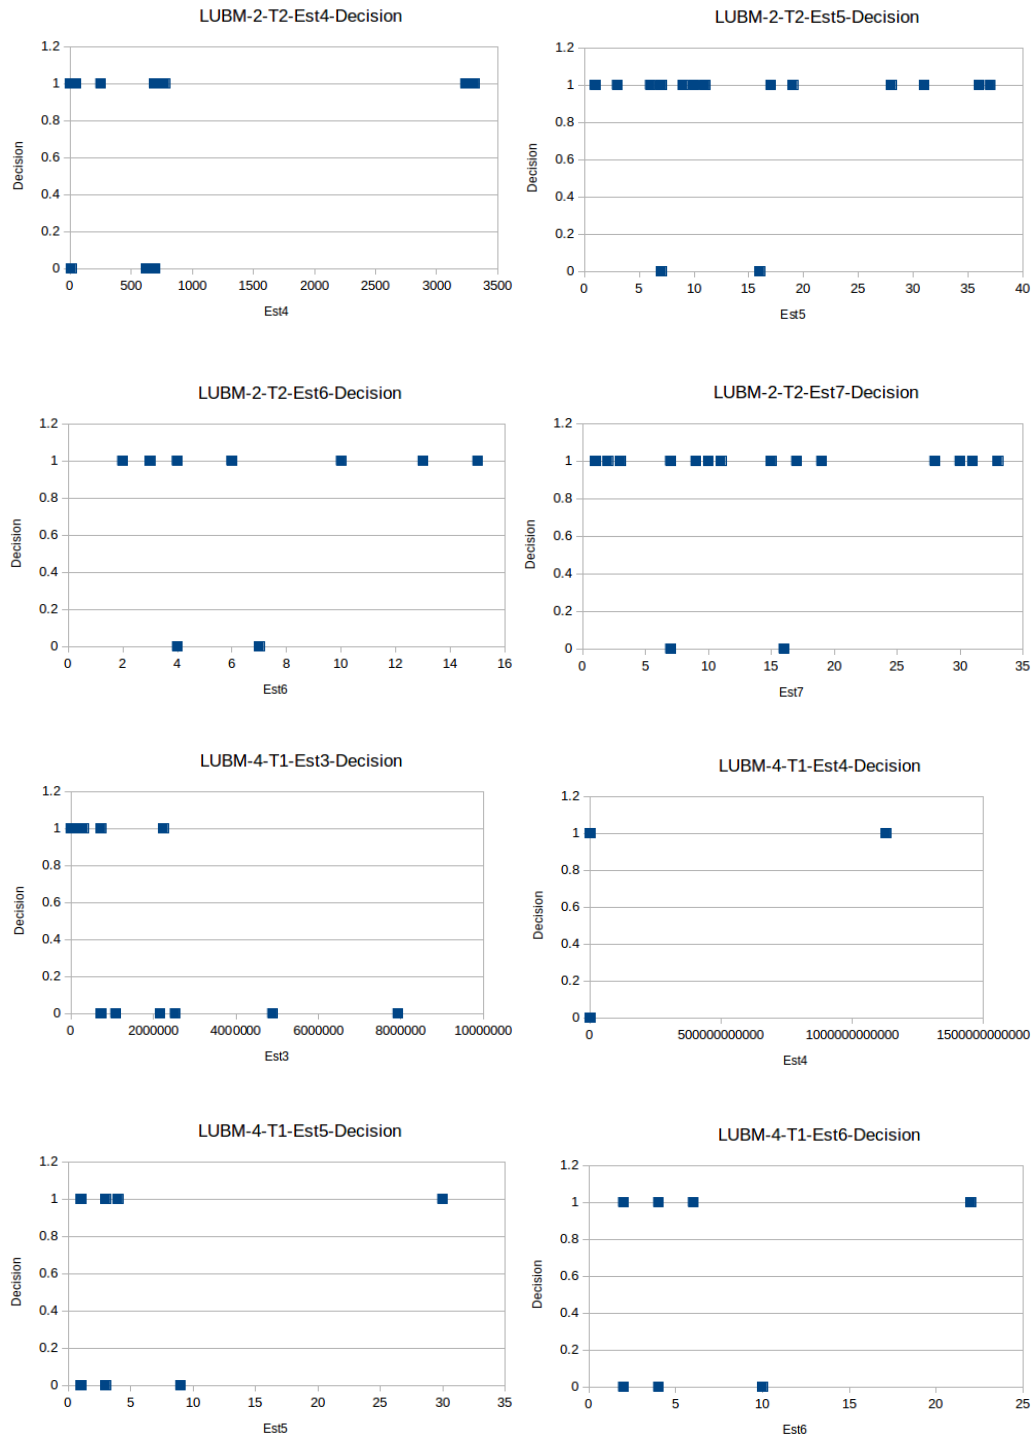 LUBM-2-T2-Est4-Decision
1.2
1
0.8
0.6
0.4
0.2
0
Decision
0 500 1000 1500 2000 2500 3000 3500
Est4
LUBM-2-T2-Est5-Decision
1.2
1
0.8
0.6
0.4
0.2
0
Decision
0 5 10 15 20 25 30 35 40
Est5
LUBM-2-T2-Est6-Decision
1.2
1
0.8
0.6
0.4
0.2
0
Decision
0 2 4 6 8 10 12 14 16
Est6
LUBM-2-T2-Est7-Decision
1.2
1
0.8
0.6
0.4
0.2
0
Decision
0 5 10 15 20 25 30 35
Est7
LUBM-4-T1-Est3-Decision
1.2
1
0.8
0.6
0.4
0.2
0
Decision
0 2000000 4000000 6000000 8000000 10000000
Est3
LUBM-4-T1-Est4-Decision
1.2
1
0.8
0.6
0.4
0.2
0
Decision
0 500000000000 1000000000000 1500000000000
Est4
LUBM-4-T1-Est5-Decision
1.2
1
0.8
0.6
0.4
0.2
0
Decision
0 5 10 15 20 25 30 35
Est5
LUBM-4-T1-Est6-Decision
1.2
1
0.8
0.6
0.4
0.2
0
Decision
0 5 10 15 20 25
Est6